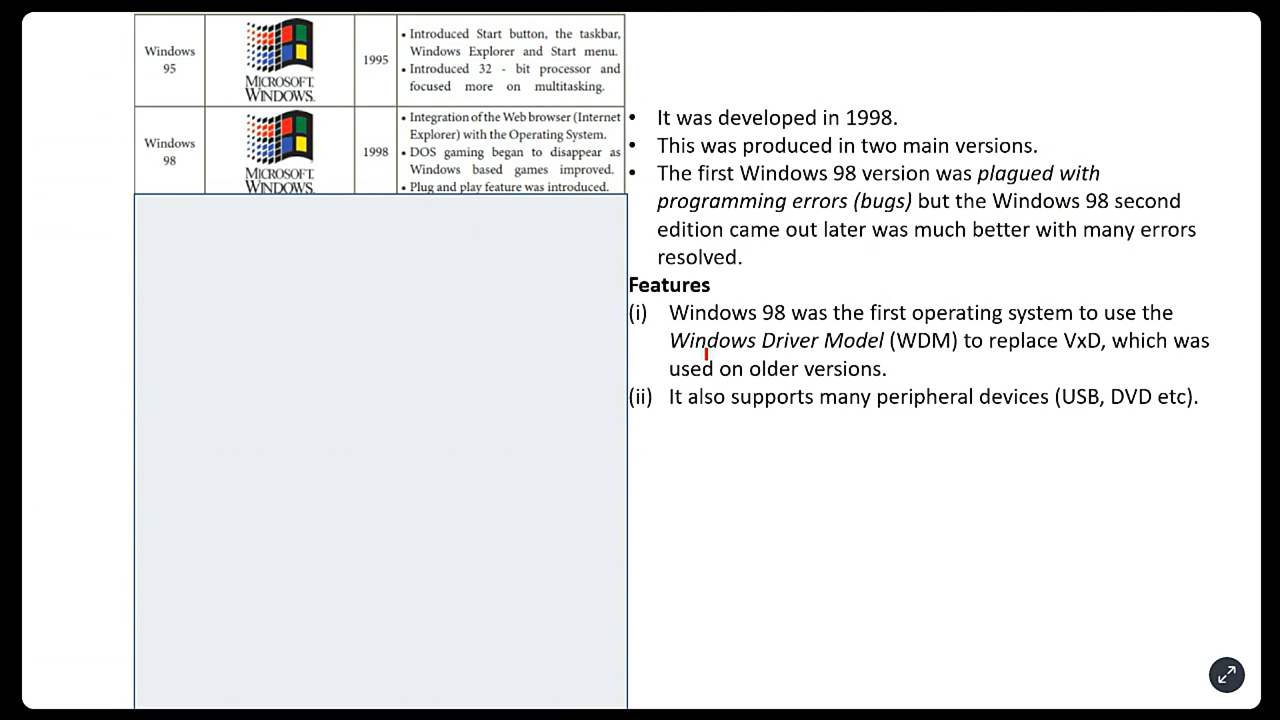 Windows
95
MICROSOFT.
WINDOWS.
1995
• Introduced Start button, the taskbar,
Windows Explorer and Start menu.
• Introduced 32 - bit processor and
focused more on multitasking.
Windows
98
MICROSOFT.
WINDOWS.
1998
• Integration of the Web browser (Internet
Explorer) with the Operating System.
• DOS gaming began to disappear as
Windows based games improved.
• Plug and play feature was introduced.
• It was developed in 1998.
• This was produced in two main versions.
• The first Windows 98 version was plagued with
programming errors (bugs) but the Windows 98 second
edition came out later was much better with many errors
resolved.
Features
(i) Windows 98 was the first operating system to use the
Windows Driver Model (WDM) to replace VxD, which was
used on older versions.
(ii) It also supports many peripheral devices (USB, DVD etc).